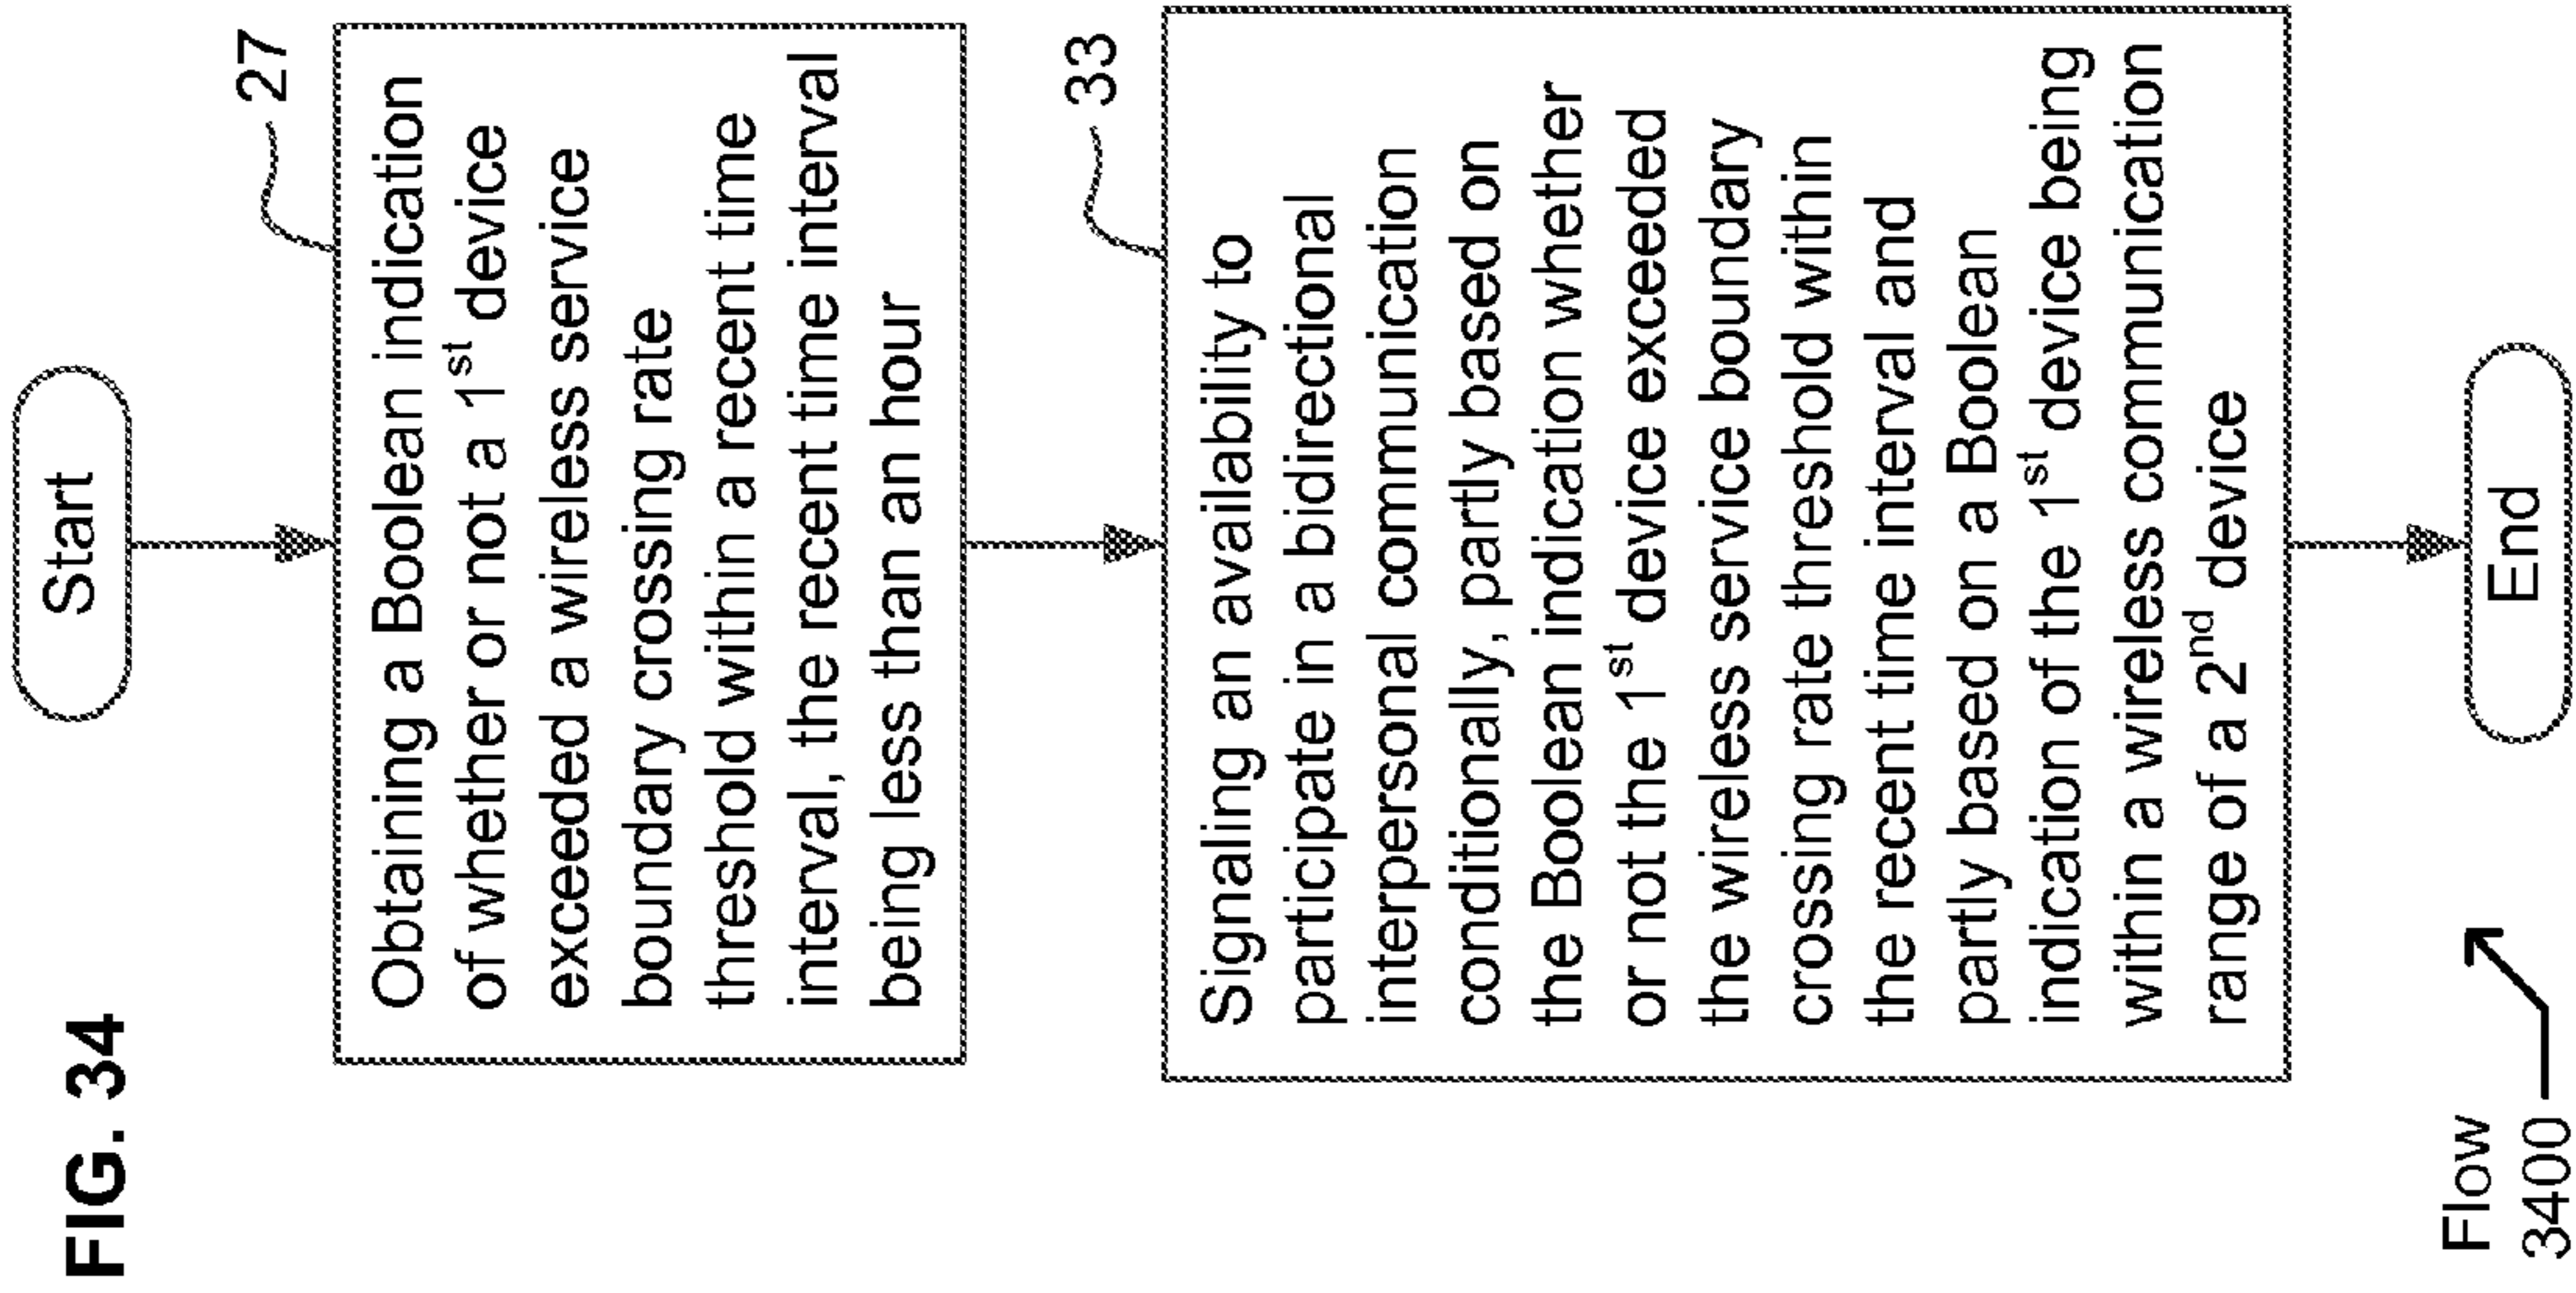 FIG. 34
Start
27
Obtaining a Boolean indication
of whether or not a 1st device
exceeded a wireless service
boundary crossing rate
threshold within a recent time
interval, the recent time interval
being less than an hour
33
Signaling an availability to
participate in a bidirectional
interpersonal communication
conditionally, partly based on
the Boolean indication whether
or not the 1st device exceeded
the wireless service boundary
crossing rate threshold within
the recent time interval and
partly based on a Boolean
indication of the 1st device being
within a wireless communication
range of a 2nd device
End
Flow
3400